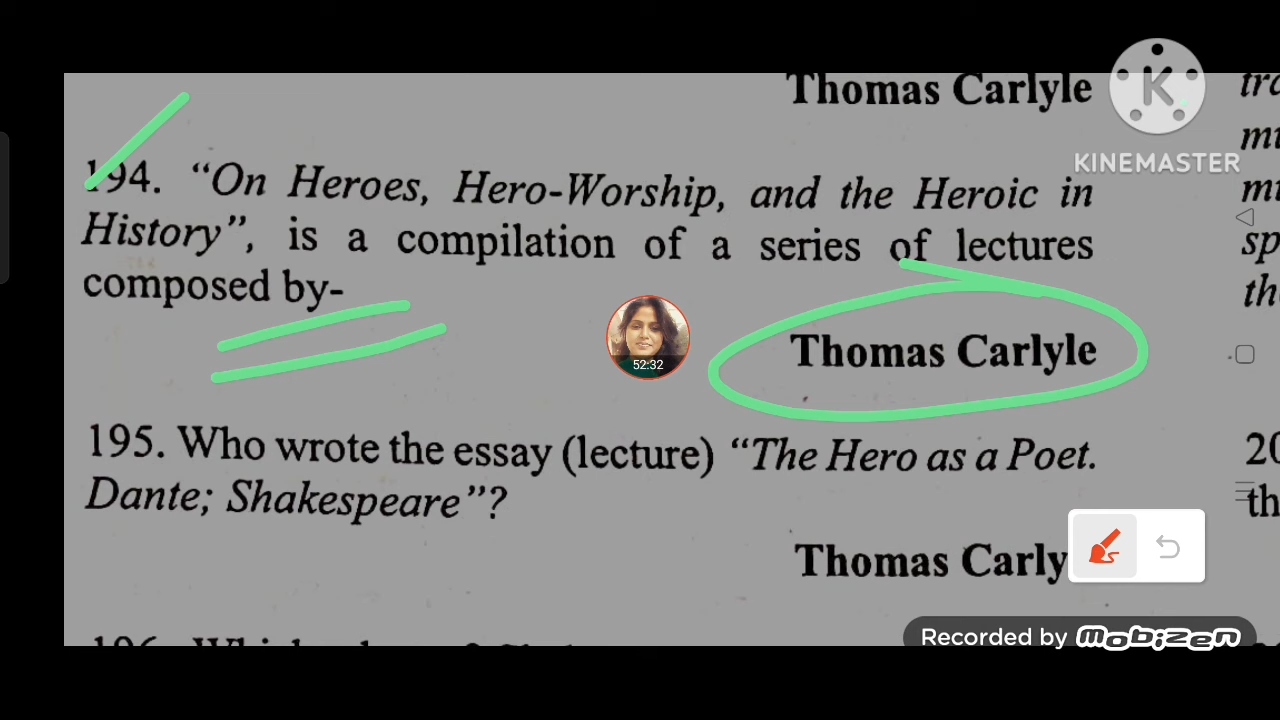 Thomas Carlyle
194. "On Heroes, Hero-Worship, and the Heroic in
History", is a compilation of a series of lectures
composed by-
Thomas Carlyle
195. Who wrote the essay (lecture) "The Hero as a Poet.
Dante; Shakespeare"?
Thomas Carly
KINEMASTER
52:32
Recorded by mobizen